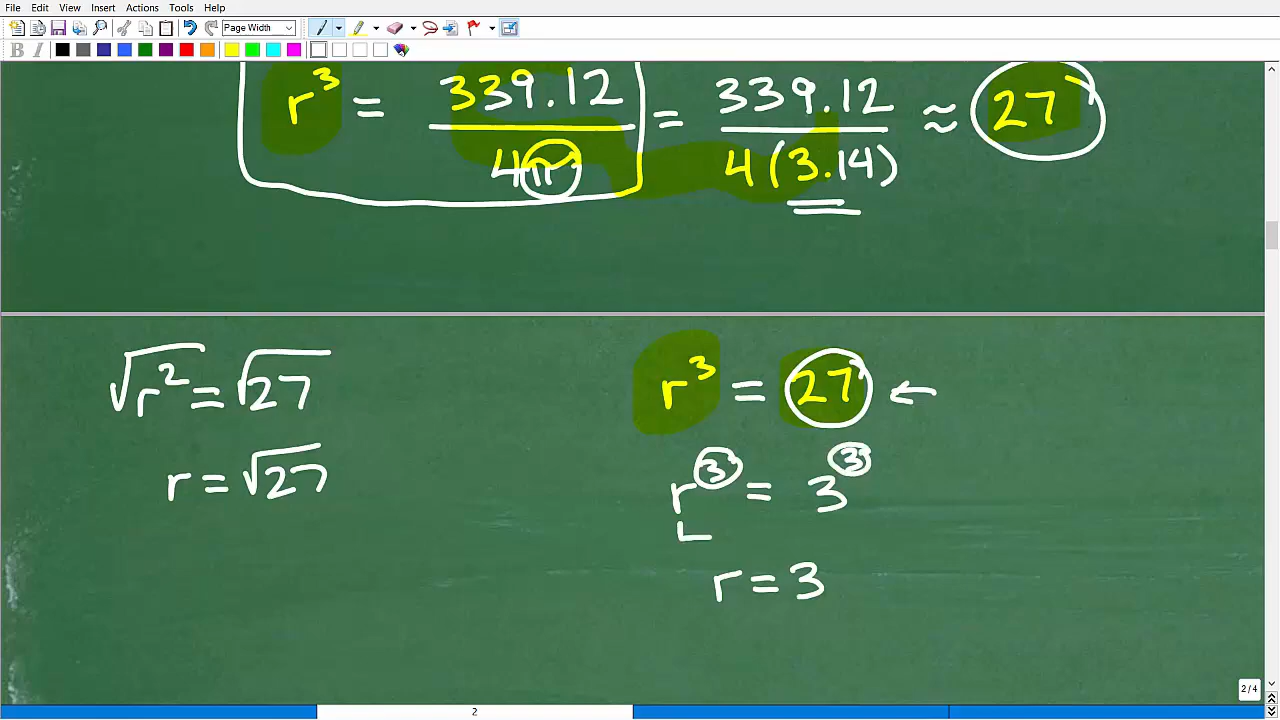 File Edit View Insert Actions Tools Help
Page Width
B I
r³ = 339.12 / 4π = 339.12 / 4(3.14) ≈ 27
√r² = √27
r = √27
r³ = 27 ←
r³ = 3³
r = 3
2/4
2